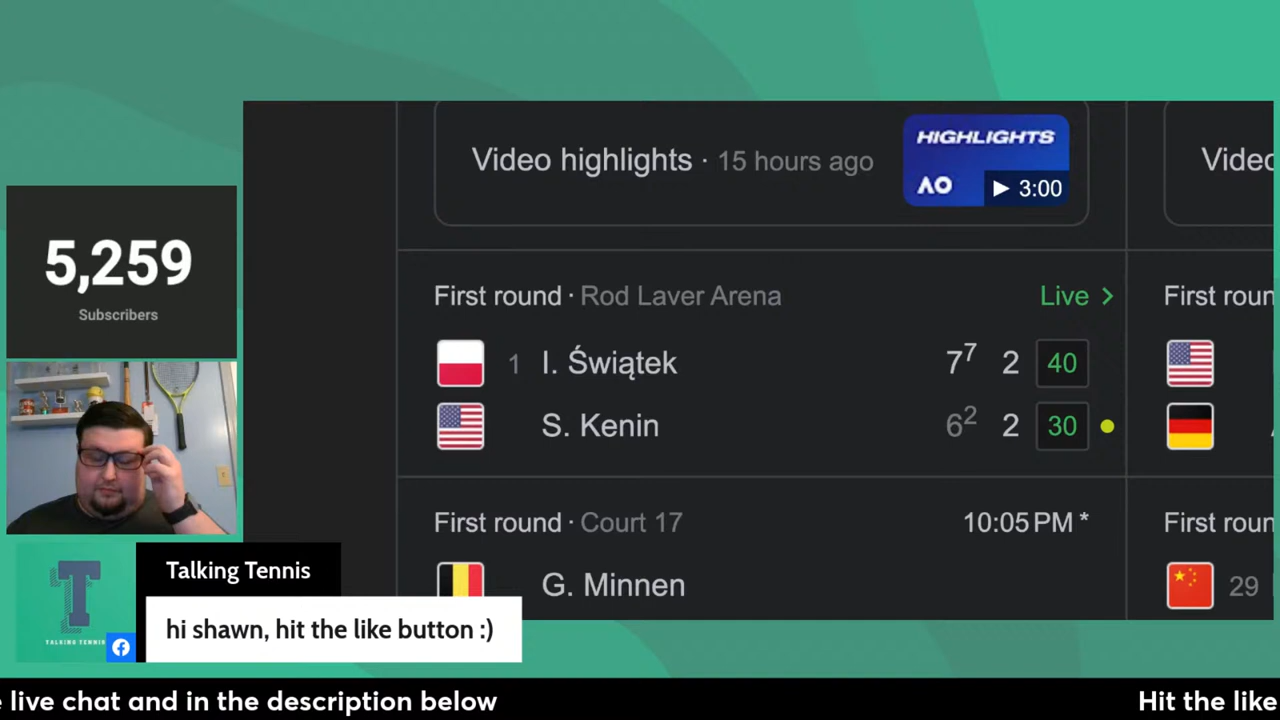 Video highlights · 15 hours ago
HIGHLIGHTS
AO
3:00
Video
5,259
Subscribers
First round · Rod Laver Arena
Live
1 I. Świątek 7 7 2 40
S. Kenin 6 2 2 30
First round · Court 17
10:05 PM *
G. Minnen
First roun
First roun
29
T
TALKING TENNIS
Talking Tennis
hi shawn, hit the like button :)
live chat and in the description below
Hit the like